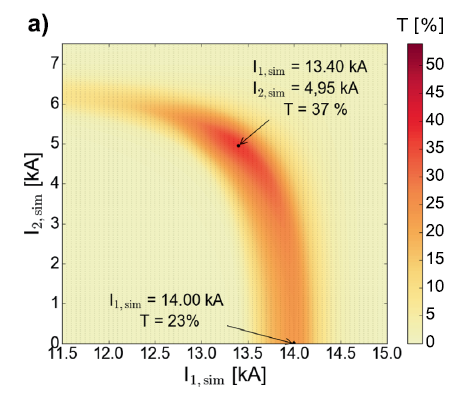 a)
T [%]
I1,sim = 13.40 kA
I2,sim = 4,95 kA
T = 37 %
I1,sim = 14.00 kA
T = 23%
7
6
5
4
3
2
1
0
I2,sim [kA]
11.5 12.0 12.5 13.0 13.5 14.0 14.5 15.0
I1,sim [kA]
50
45
40
35
30
25
20
15
10
5
0